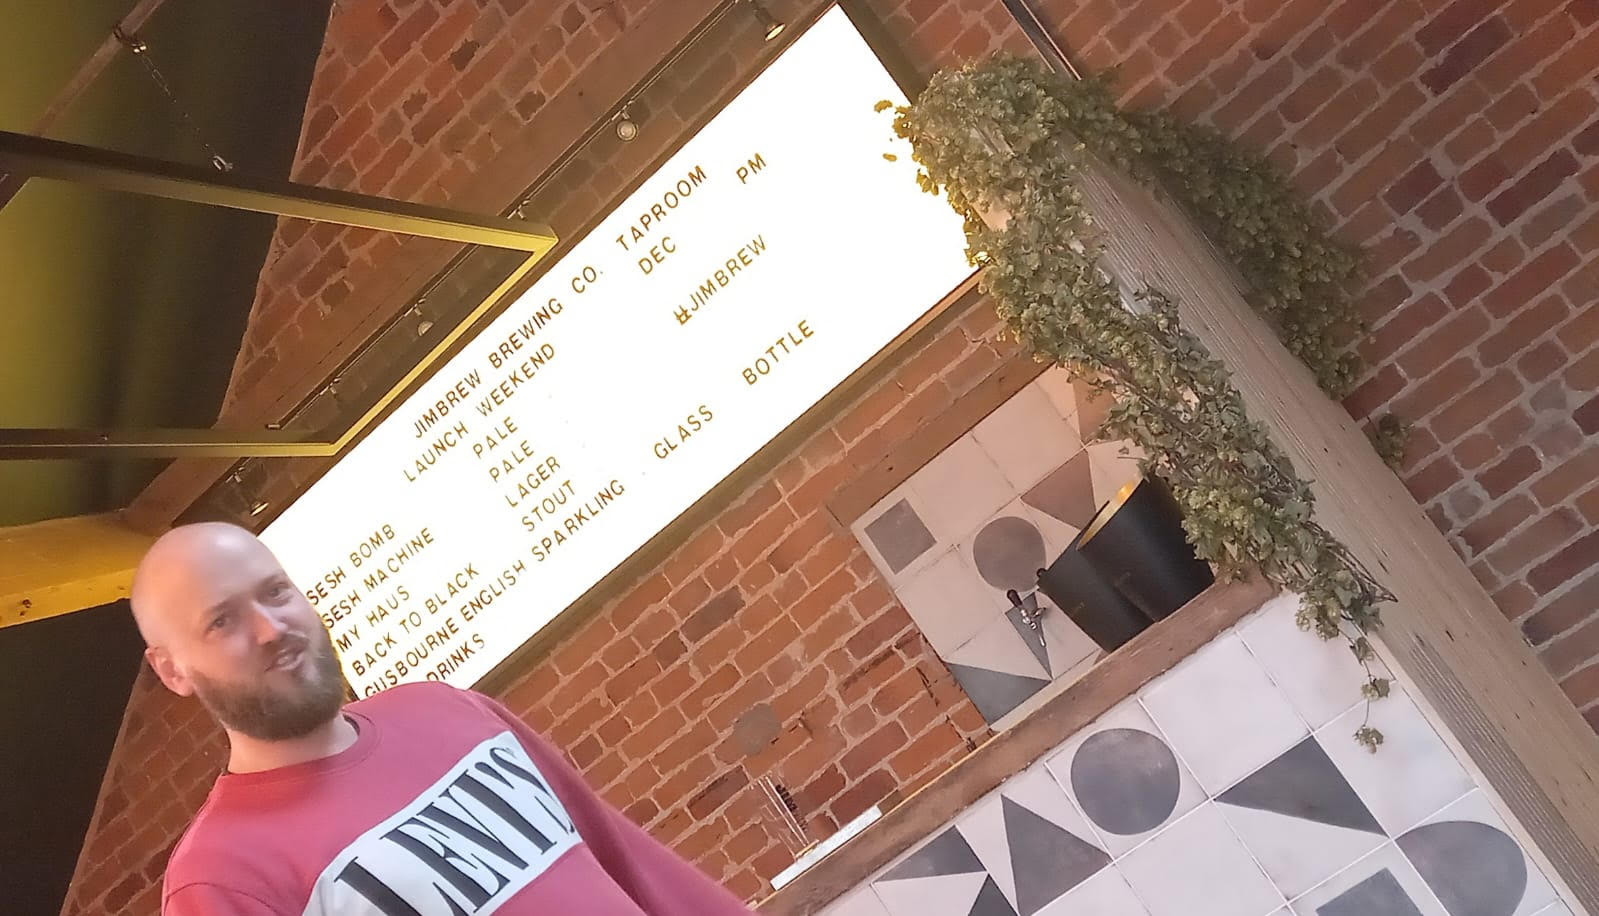 JIMBREW BREWING CO. TAPROOM
LAUNCH WEEKEND DEC PM
SESH BOMB PALE #JIMBREW
SESH MACHINE PALE
MY HAUS LAGER
BACK TO BLACK STOUT
GUSBOURNE ENGLISH SPARKLING GLASS BOTTLE
DRINKS
LEVI'S